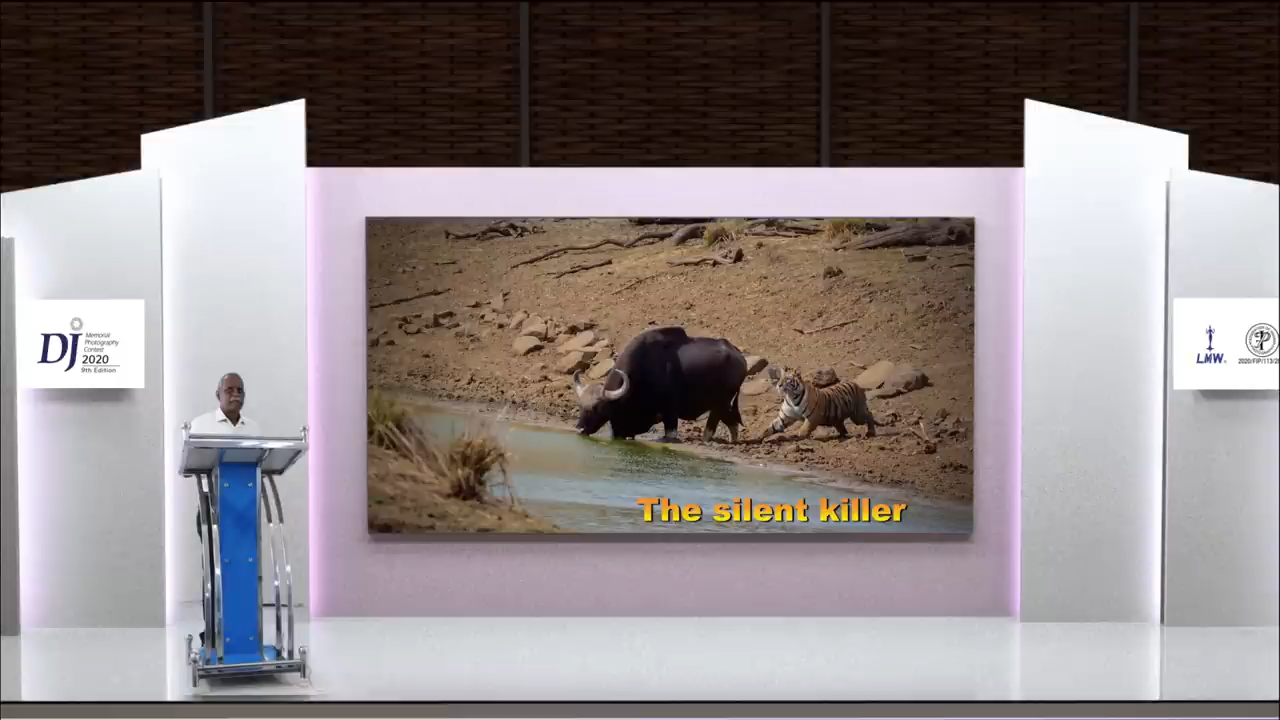 DJ
Memorial
Photography
Contest
2020
9th Edition
The silent killer
LMW